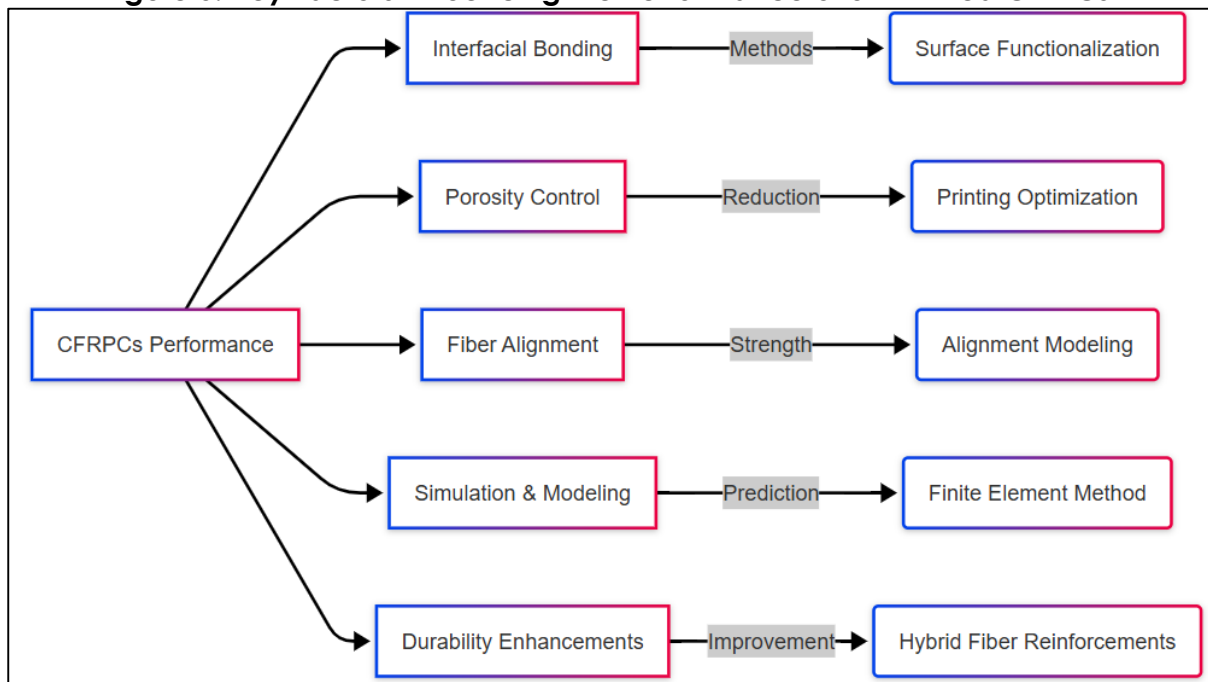 Interfacial Bonding Methods Surface Functionalization
Porosity Control Reduction Printing Optimization
CFRPCs Performance Fiber Alignment Strength Alignment Modeling
Simulation & Modeling Prediction Finite Element Method
Durability Enhancements Improvement Hybrid Fiber Reinforcements